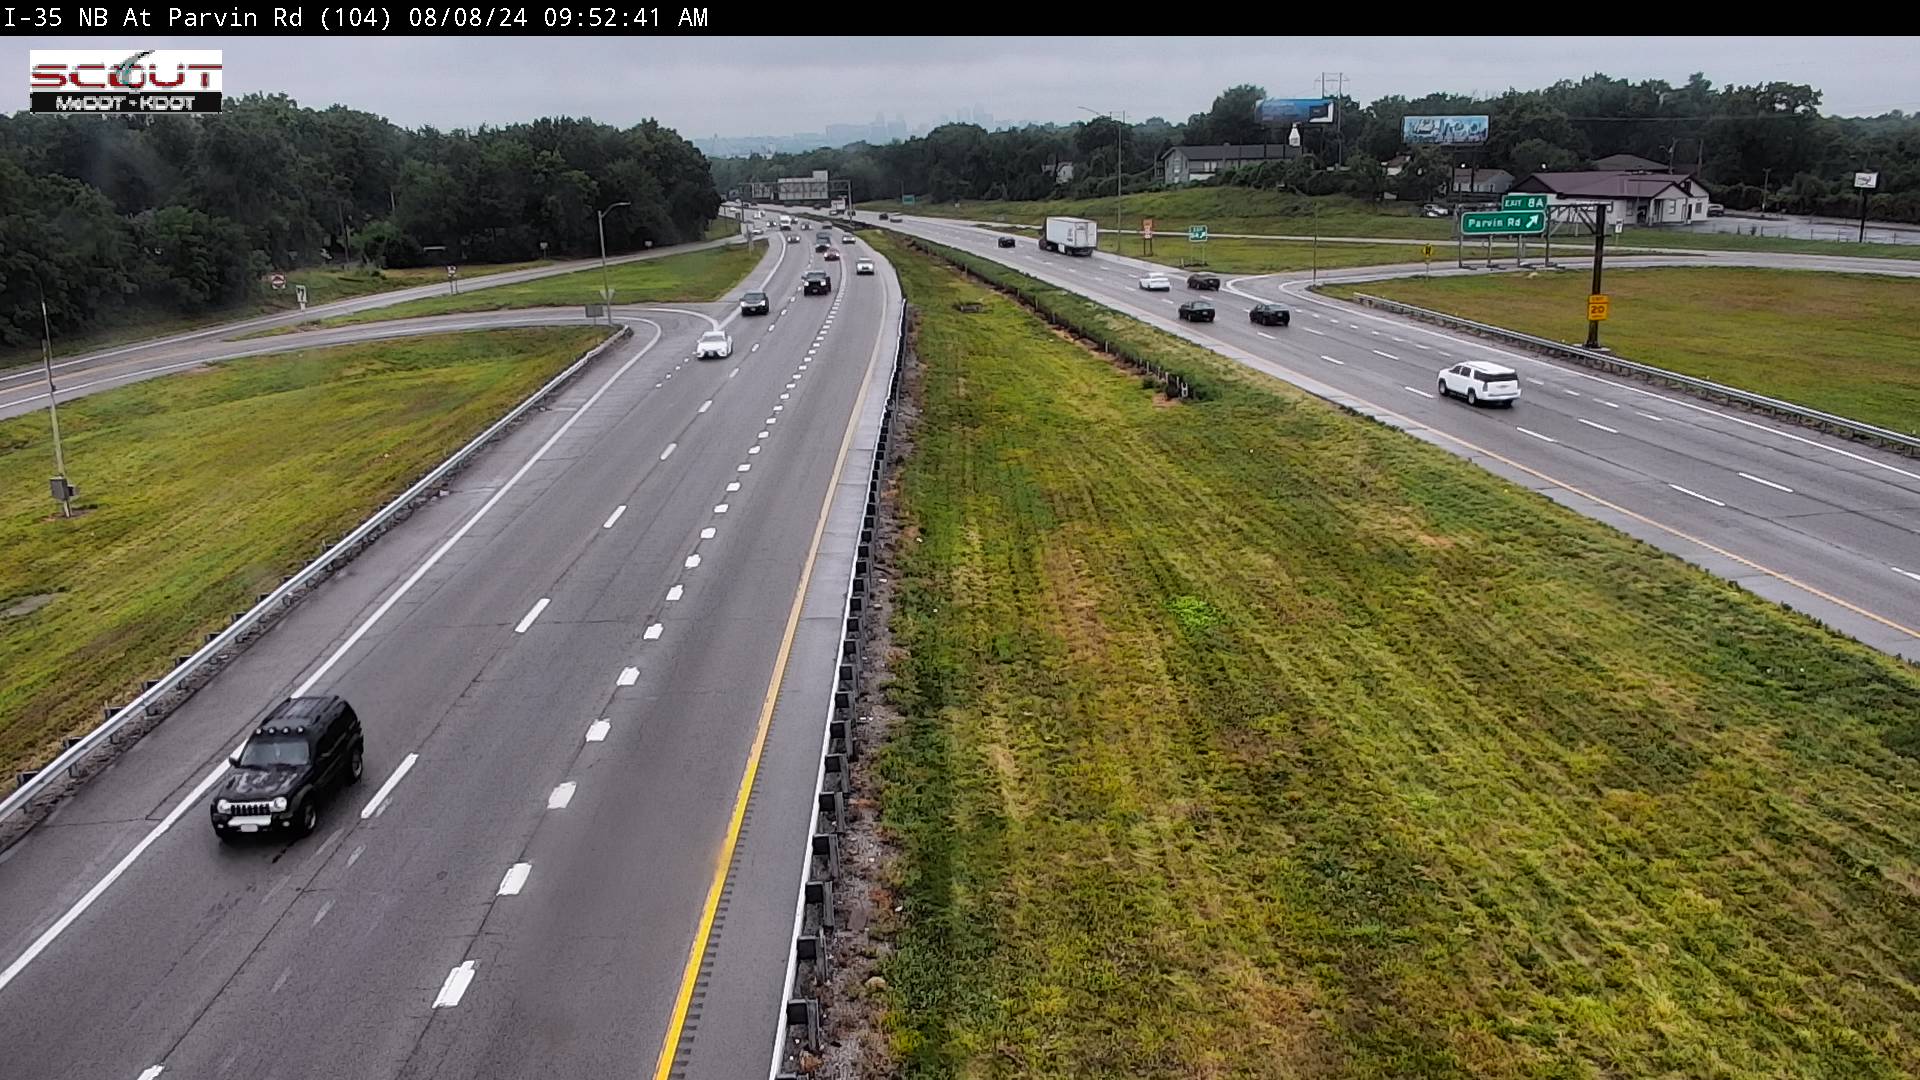 I-35 NB At Parvin Rd (104) 08/08/24 09:52:41 AM
SCOUT
MoDOT - KDOT
EXIT 8A
Parvin Rd
EXIT
20